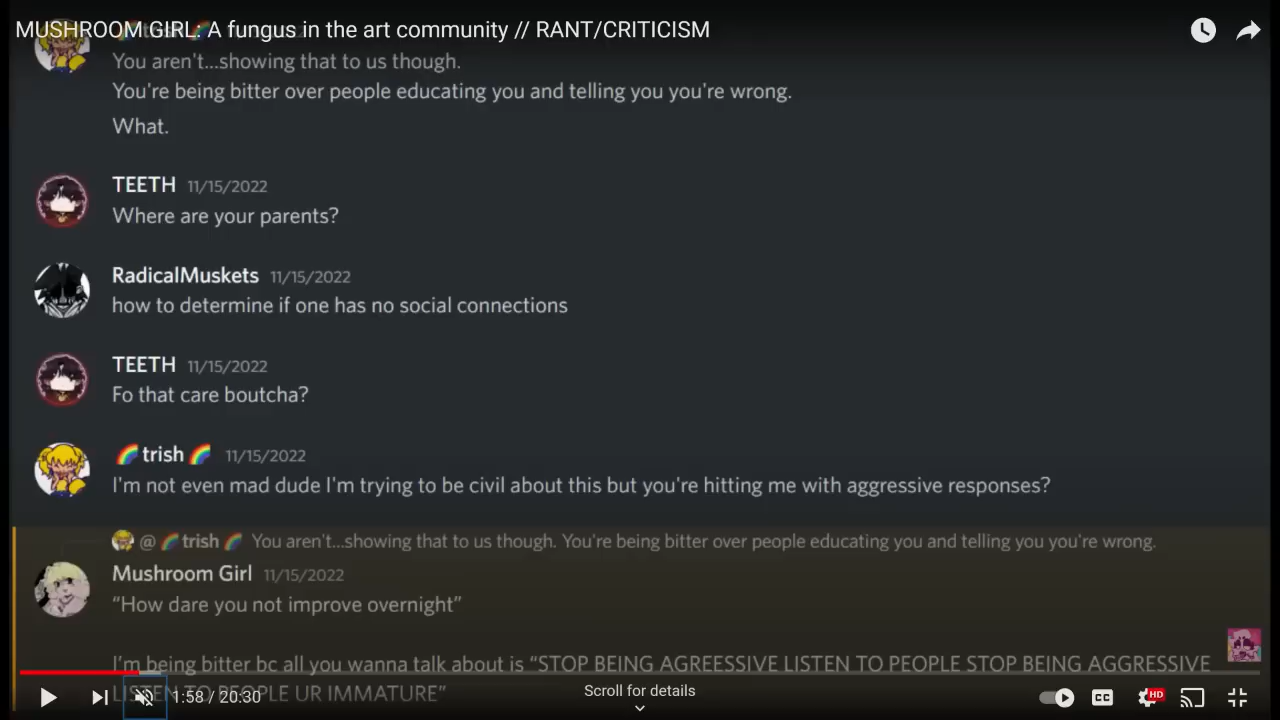 MUSHROOM GIRL: A fungus in the art community // RANT/CRITICISM
You aren't...showing that to us though.
You're being bitter over people educating you and telling you you're wrong.
What.
TEETH 11/15/2022
Where are your parents?
RadicalMuskets 11/15/2022
how to determine if one has no social connections
TEETH 11/15/2022
Fo that care boutcha?
🌈 trish 🌈 11/15/2022
I'm not even mad dude I'm trying to be civil about this but you're hitting me with aggressive responses?
@ 🌈 trish 🌈 You aren't...showing that to us though. You're being bitter over people educating you and telling you you're wrong.
Mushroom Girl 11/15/2022
“How dare you not improve overnight”
I'm being bitter bc all you wanna talk about is “STOP BEING AGREESSIVE LISTEN TO PEOPLE STOP BEING AGGRESSIVE
LISTEN TO PEOPLE UR IMMATURE”
1:58 / 20:30
Scroll for details
CC
HD